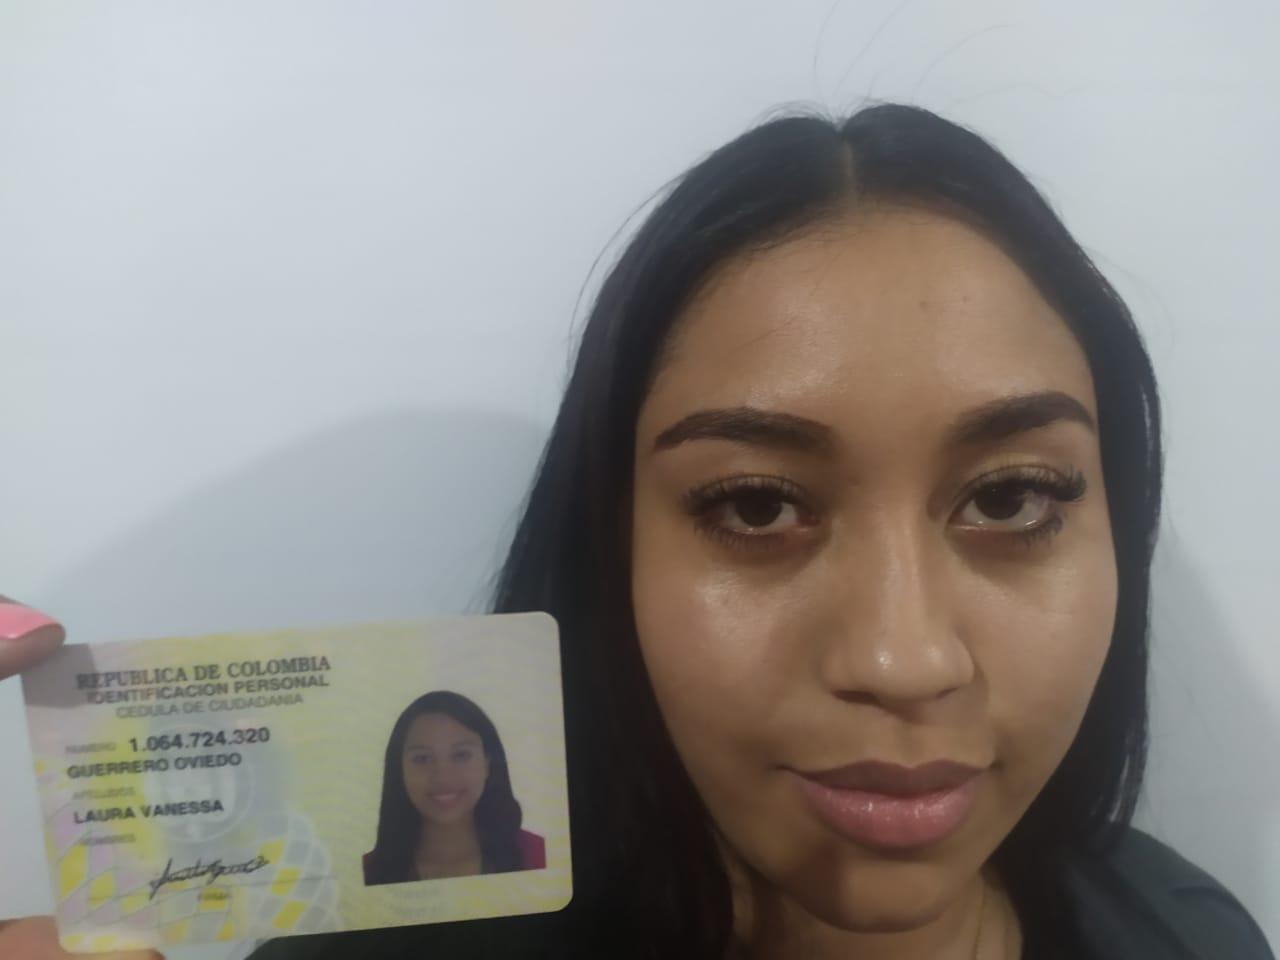 REPUBLICA DE COLOMBIA
IDENTIFICACION PERSONAL
CEDULA DE CIUDADANIA
NUMERO 1.064.724.320
GUERRERO OVIEDO
APELLIDOS
LAURA VANESSA
NOMBRES
FIRMA